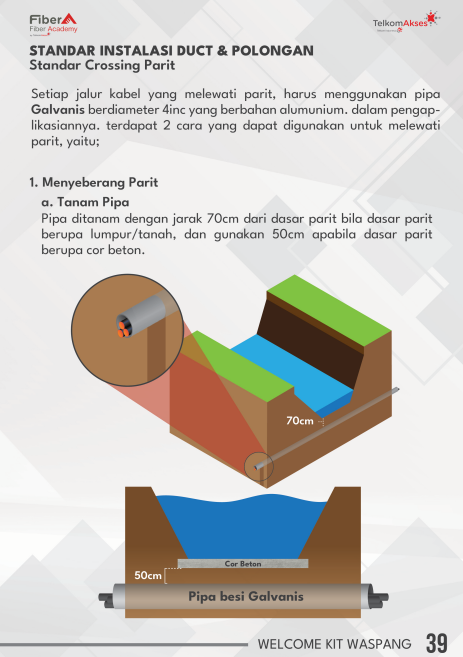 Fiber
Fiber Academy
TelkomAkses
STANDAR INSTALASI DUCT & POLONGAN
Standar Crossing Parit
Setiap jalur kabel yang melewati parit, harus menggunakan pipa
Galvanis berdiameter 4inc yang berbahan alumunium. dalam pengap-
likasiannya. terdapat 2 cara yang dapat digunakan untuk melewati
parit, yaitu;
1. Menyeberang Parit
a. Tanam Pipa
Pipa ditanam dengan jarak 70cm dari dasar parit bila dasar parit
berupa lumpur/tanah, dan gunakan 50cm apabila dasar parit
berupa cor beton.
70cm
Cor Beton
50cm
Pipa besi Galvanis
WELCOME KIT WASPANG 39